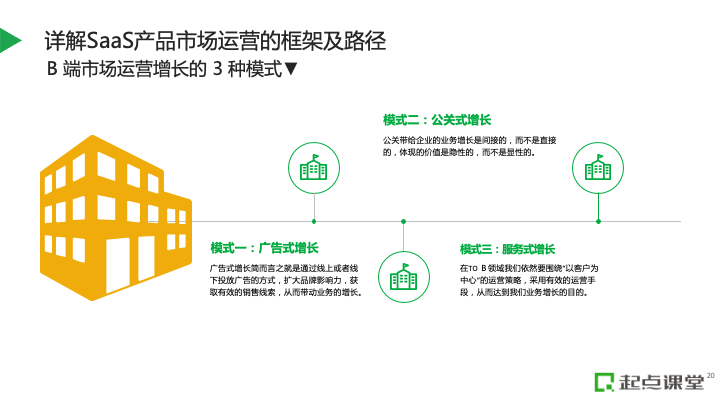 详解SaaS产品市场运营的框架及路径
B 端市场运营增长的 3 种模式▼
模式二：公关式增长
公关带给企业的业务增长是间接的，而不是直接
的，体现的价值是隐性的，而不是显性的。
模式一：广告式增长
广告式增长简而言之就是通过线上或者线
下投放广告的方式，扩大品牌影响力，获
取有效的销售线索，从而带动业务的增长。
模式三：服务式增长
在TO B 领域我们依然要围绕“以客户为
中心”的运营策略，采用有效的运营手
段，从而达到我们业务增长的目的。
起点课堂
20